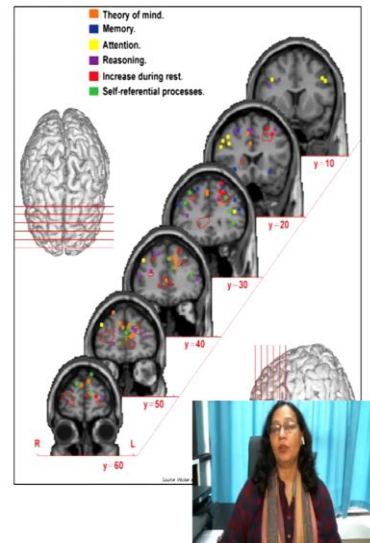 Theory of mind.
Memory.
Attention.
Reasoning.
Increase during rest.
Self-referential processes.
y=10
y=20
y=30
y=40
y=50
R
L
y=60